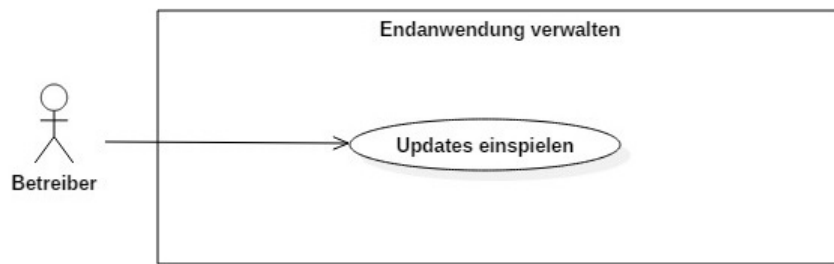 Endanwendung verwalten
Updates einspielen
Betreiber